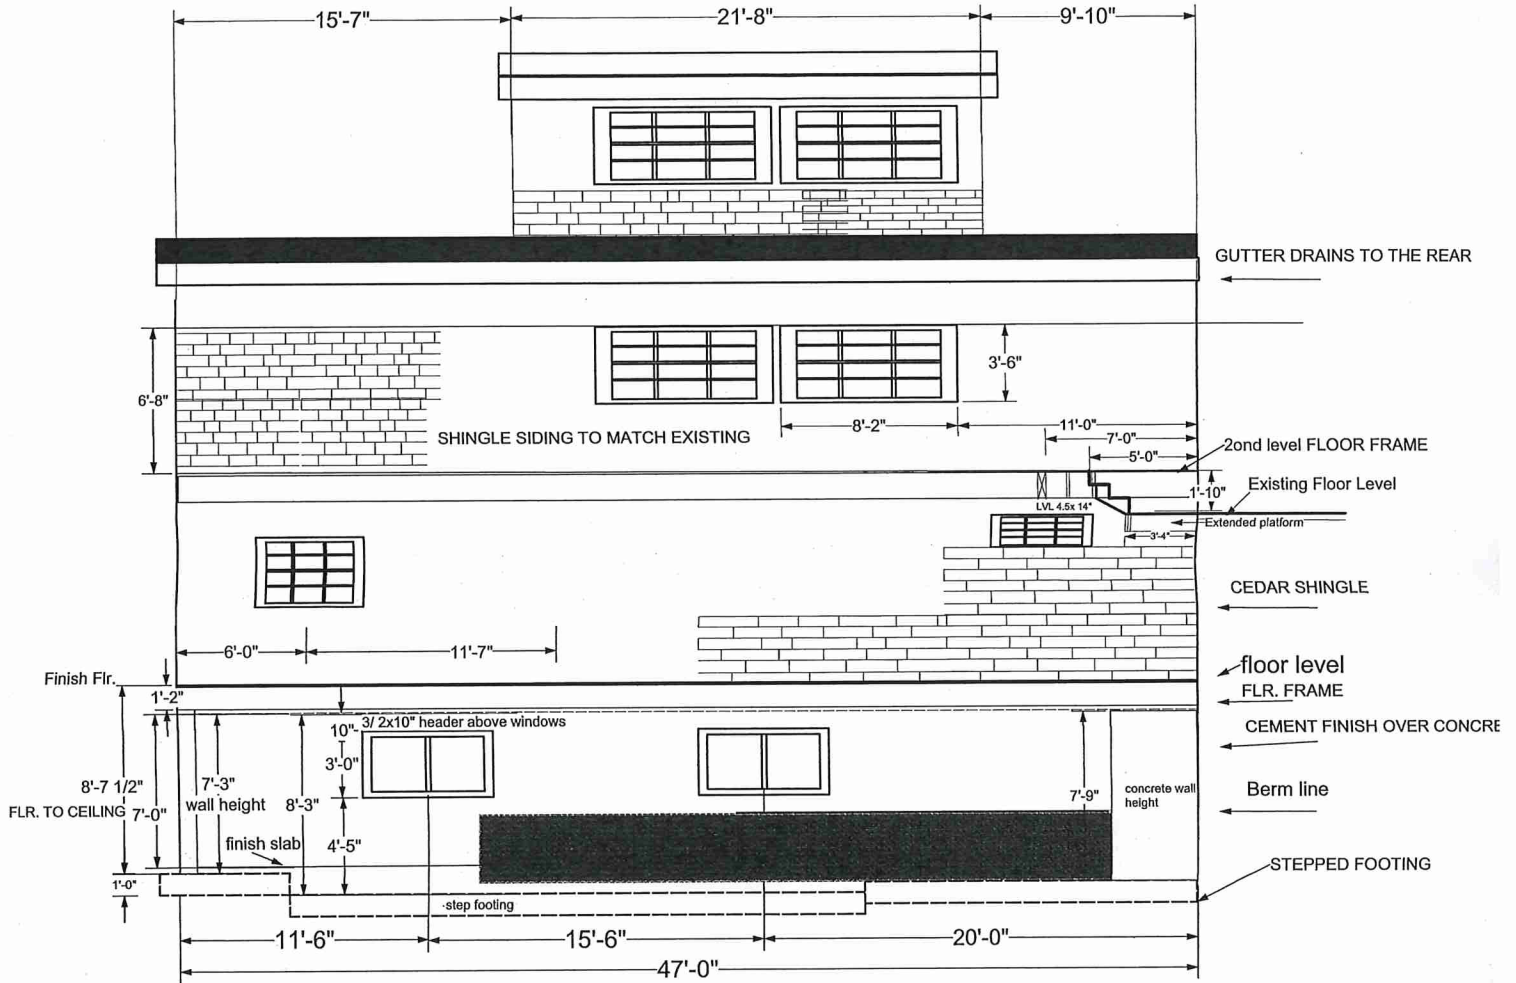 15'-7"
21'-8"
9'-10"
GUTTER DRAINS TO THE REAR
3'-6"
6'-8"
8'-2"
11'-0"
SHINGLE SIDING TO MATCH EXISTING
7'-0"
2ond level FLOOR FRAME
5'-0"
1'-10"
Existing Floor Level
LVL 4.5x 14"
Extended platform
3'-4"
CEDAR SHINGLE
6'-0"
11'-7"
floor level
Finish Flr.
1'-2"
FLR. FRAME
3/ 2x10" header above windows
10"
CEMENT FINISH OVER CONCRE
3'-0"
8'-7 1/2"
7'-3"
wall height
8'-3"
7'-9"
concrete wall
height
Berm line
FLR. TO CEILING
7'-0"
finish slab
4'-5"
STEPPED FOOTING
1'-0"
step footing
11'-6"
15'-6"
20'-0"
47'-0"